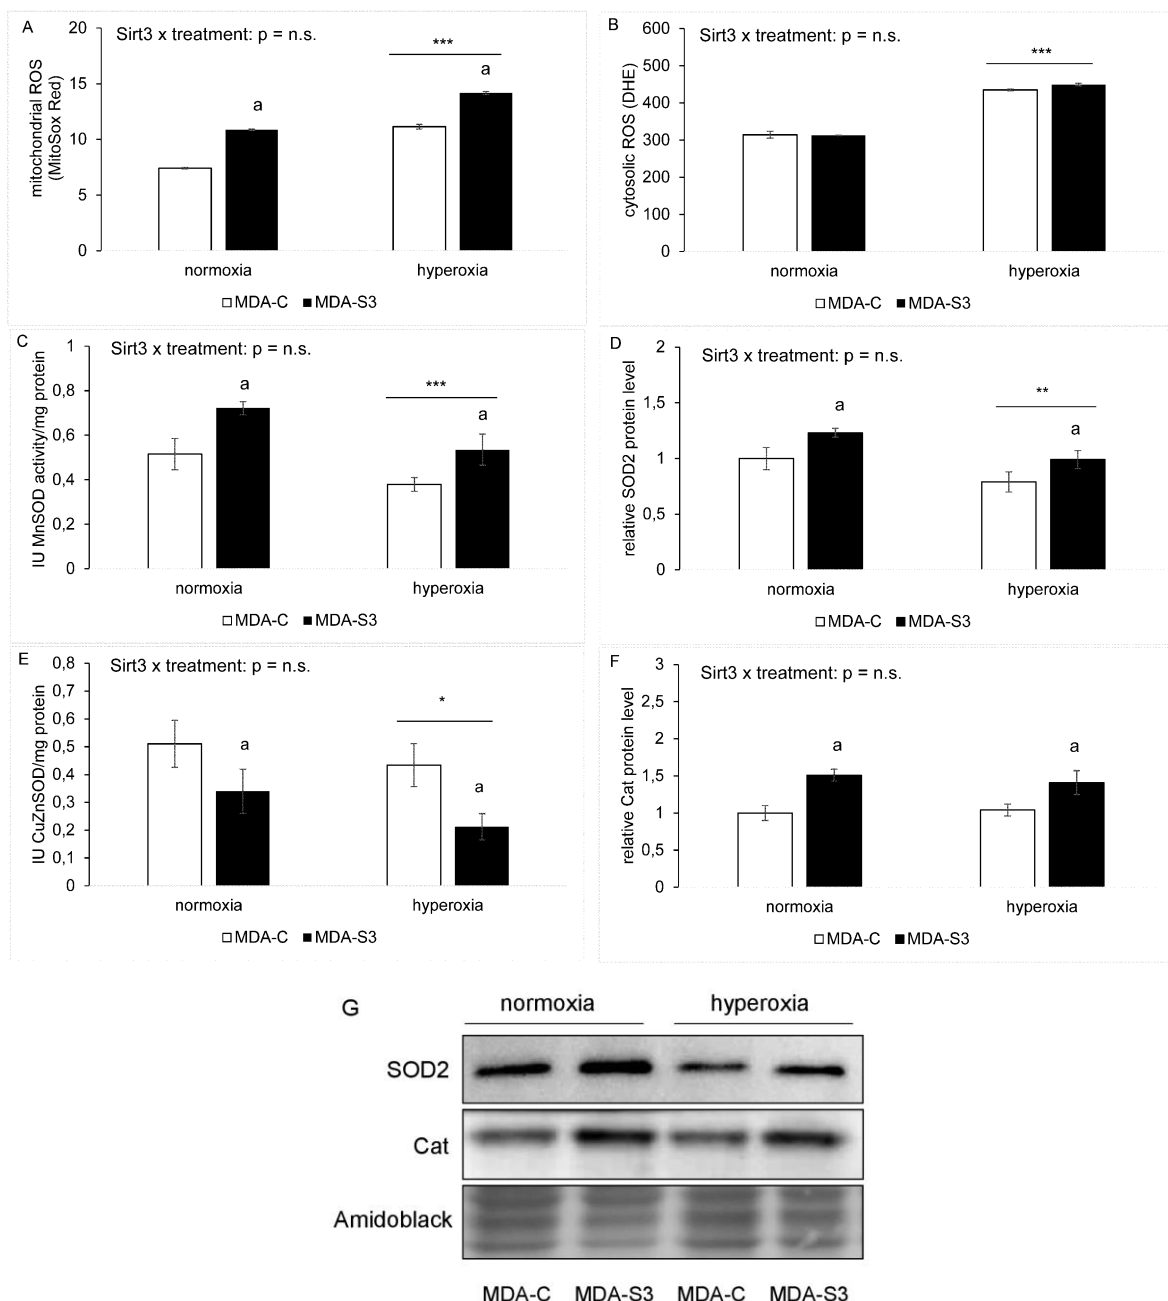 A
Sirt3 x treatment: p = n.s.
mitochondrial ROS
(MitoSox Red)
20
15
10
5
0
a
***
a
normoxia
hyperoxia
MDA-C
MDA-S3
B
Sirt3 x treatment: p = n.s.
cytosolic ROS (DHE)
600
500
400
300
200
100
0
***
normoxia
hyperoxia
MDA-C
MDA-S3
C
Sirt3 x treatment: p = n.s.
IU MnSOD activity/mg protein
1
0,8
0,6
0,4
0,2
0
a
***
a
normoxia
hyperoxia
MDA-C
MDA-S3
D
Sirt3 x treatment: p = n.s.
relative SOD2 protein level
2
1,5
1
0,5
0
a
**
a
normoxia
hyperoxia
MDA-C
MDA-S3
E
Sirt3 x treatment: p = n.s.
IU CuZnSOD/mg protein
0,8
0,7
0,6
0,5
0,4
0,3
0,2
0,1
0
a
*
a
normoxia
hyperoxia
MDA-C
MDA-S3
F
Sirt3 x treatment: p = n.s.
relative Cat protein level
3
2,5
2
1,5
1
0,5
0
a
a
normoxia
hyperoxia
MDA-C
MDA-S3
G
normoxia
hyperoxia
SOD2
Cat
Amidoblack
MDA-C MDA-S3 MDA-C MDA-S3